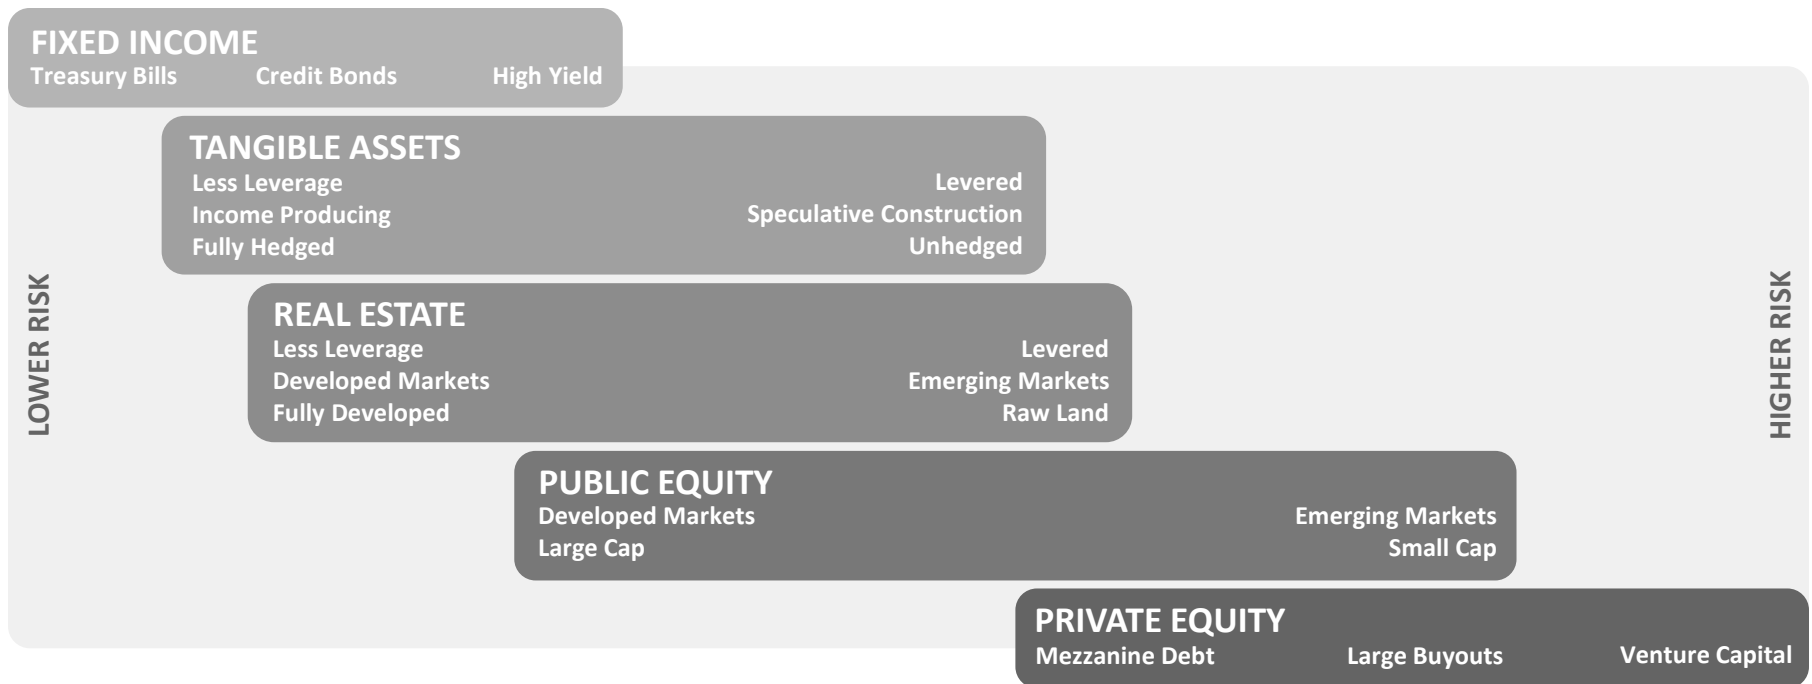 FIXED INCOME
Treasury Bills Credit Bonds High Yield
TANGIBLE ASSETS
Less Leverage Levered
Income Producing Speculative Construction
Fully Hedged Unhedged
LOWER RISK
HIGHER RISK
REAL ESTATE
Less Leverage Levered
Developed Markets Emerging Markets
Fully Developed Raw Land
PUBLIC EQUITY
Developed Markets Emerging Markets
Large Cap Small Cap
PRIVATE EQUITY
Mezzanine Debt Large Buyouts Venture Capital